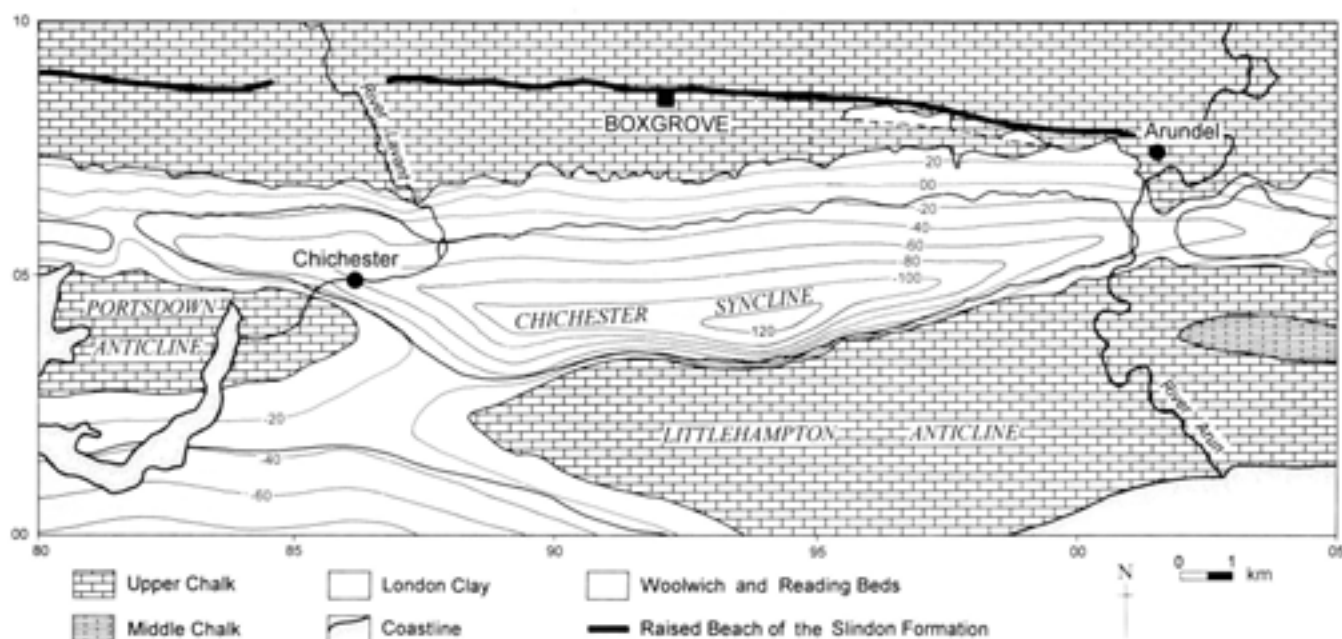 10
River Lavant
BOXGROVE
Arundel
20
00
-20
-40
-60
-80
-100
Chichester
05
PORTSDOWN
ANTICLINE
CHICHESTER SYNCLINE
120
-20
LITTLEHAMPTON ANTICLINE
River Arun
-40
-60
00
80 85 90 95 00 05
Upper Chalk
London Clay
Woolwich and Reading Beds
N
0 1
km
Middle Chalk
Coastline
Raised Beach of the Slindon Formation